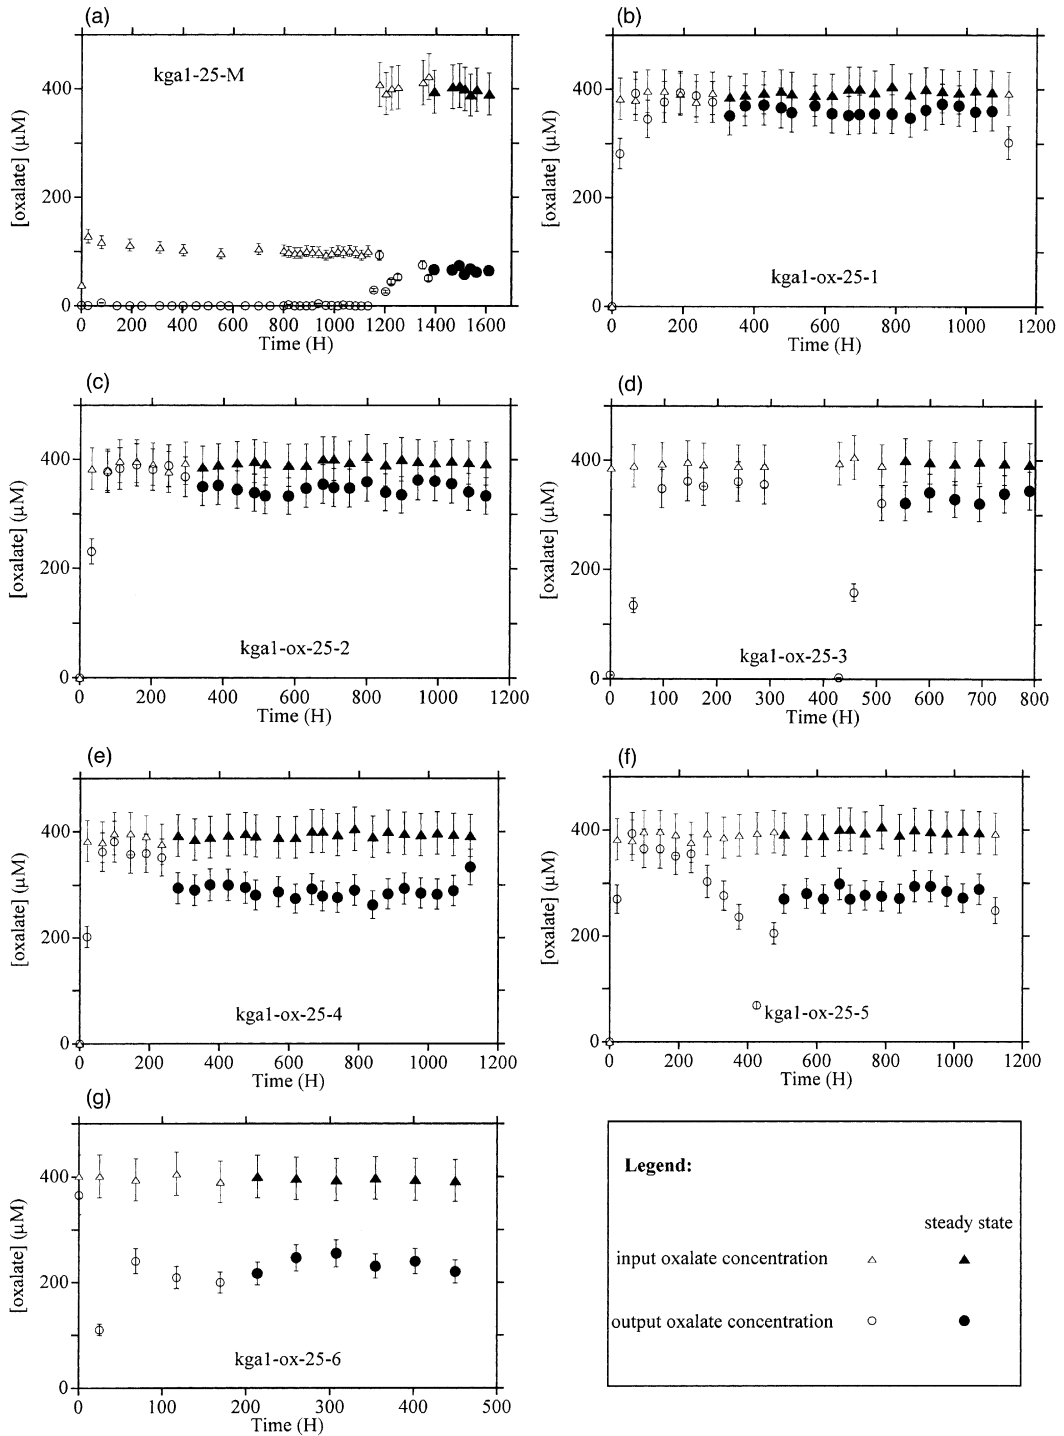 (a)
kga1-25-M
[oxalate] (μM)
400
200
0
0 200 400 600 800 1000 1200 1400 1600
Time (H)
(b)
kga1-ox-25-1
[oxalate] (μM)
400
200
0
0 200 400 600 800 1000 1200
Time (H)
(c)
kga1-ox-25-2
[oxalate] (μM)
400
200
0
0 200 400 600 800 1000 1200
Time (H)
(d)
kga1-ox-25-3
[oxalate] (μM)
400
200
0
0 100 200 300 400 500 600 700 800
Time (H)
(e)
kga1-ox-25-4
[oxalate] (μM)
400
200
0
0 200 400 600 800 1000 1200
Time (H)
(f)
kga1-ox-25-5
[oxalate] (μM)
400
200
0
0 200 400 600 800 1000 1200
Time (H)
(g)
kga1-ox-25-6
[oxalate] (μM)
400
200
0
0 100 200 300 400 500
Time (H)
Legend:
steady state
input oxalate concentration
output oxalate concentration